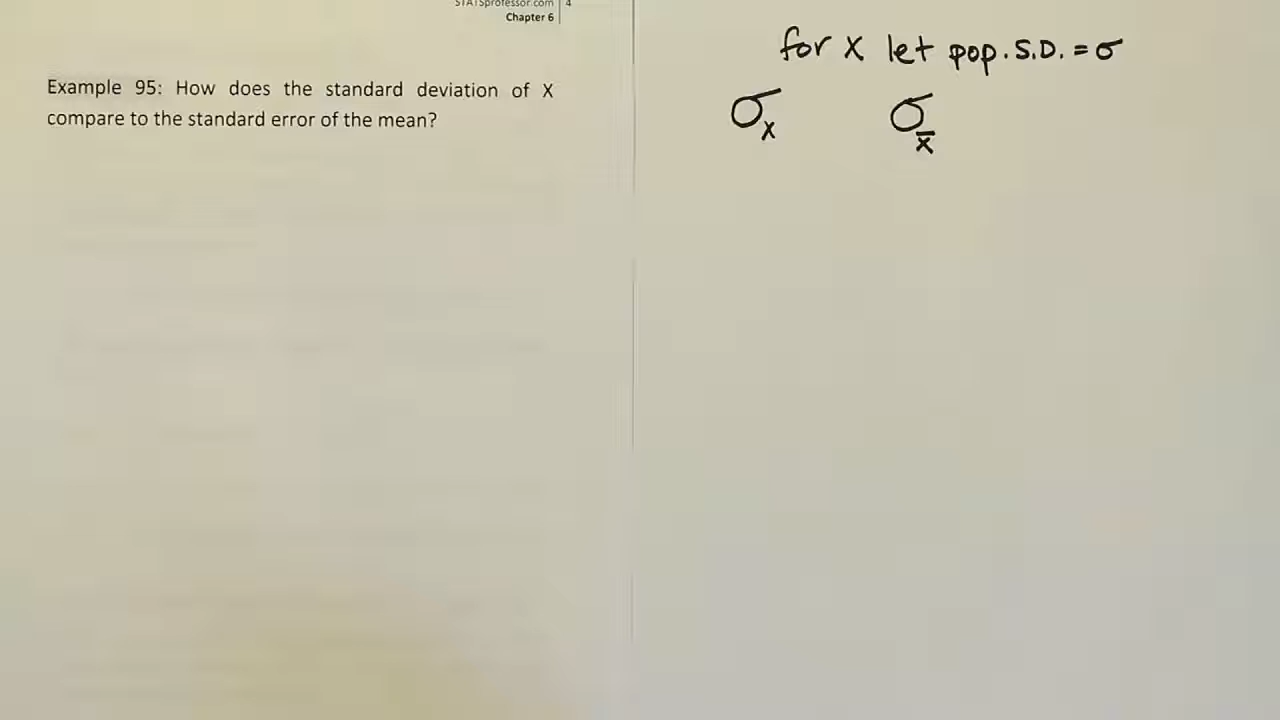 STATSprofessor.com | 4
Chapter 6
Example 95: How does the standard deviation of X
compare to the standard error of the mean?
for x let pop. S.D. = σ
σx σx̄